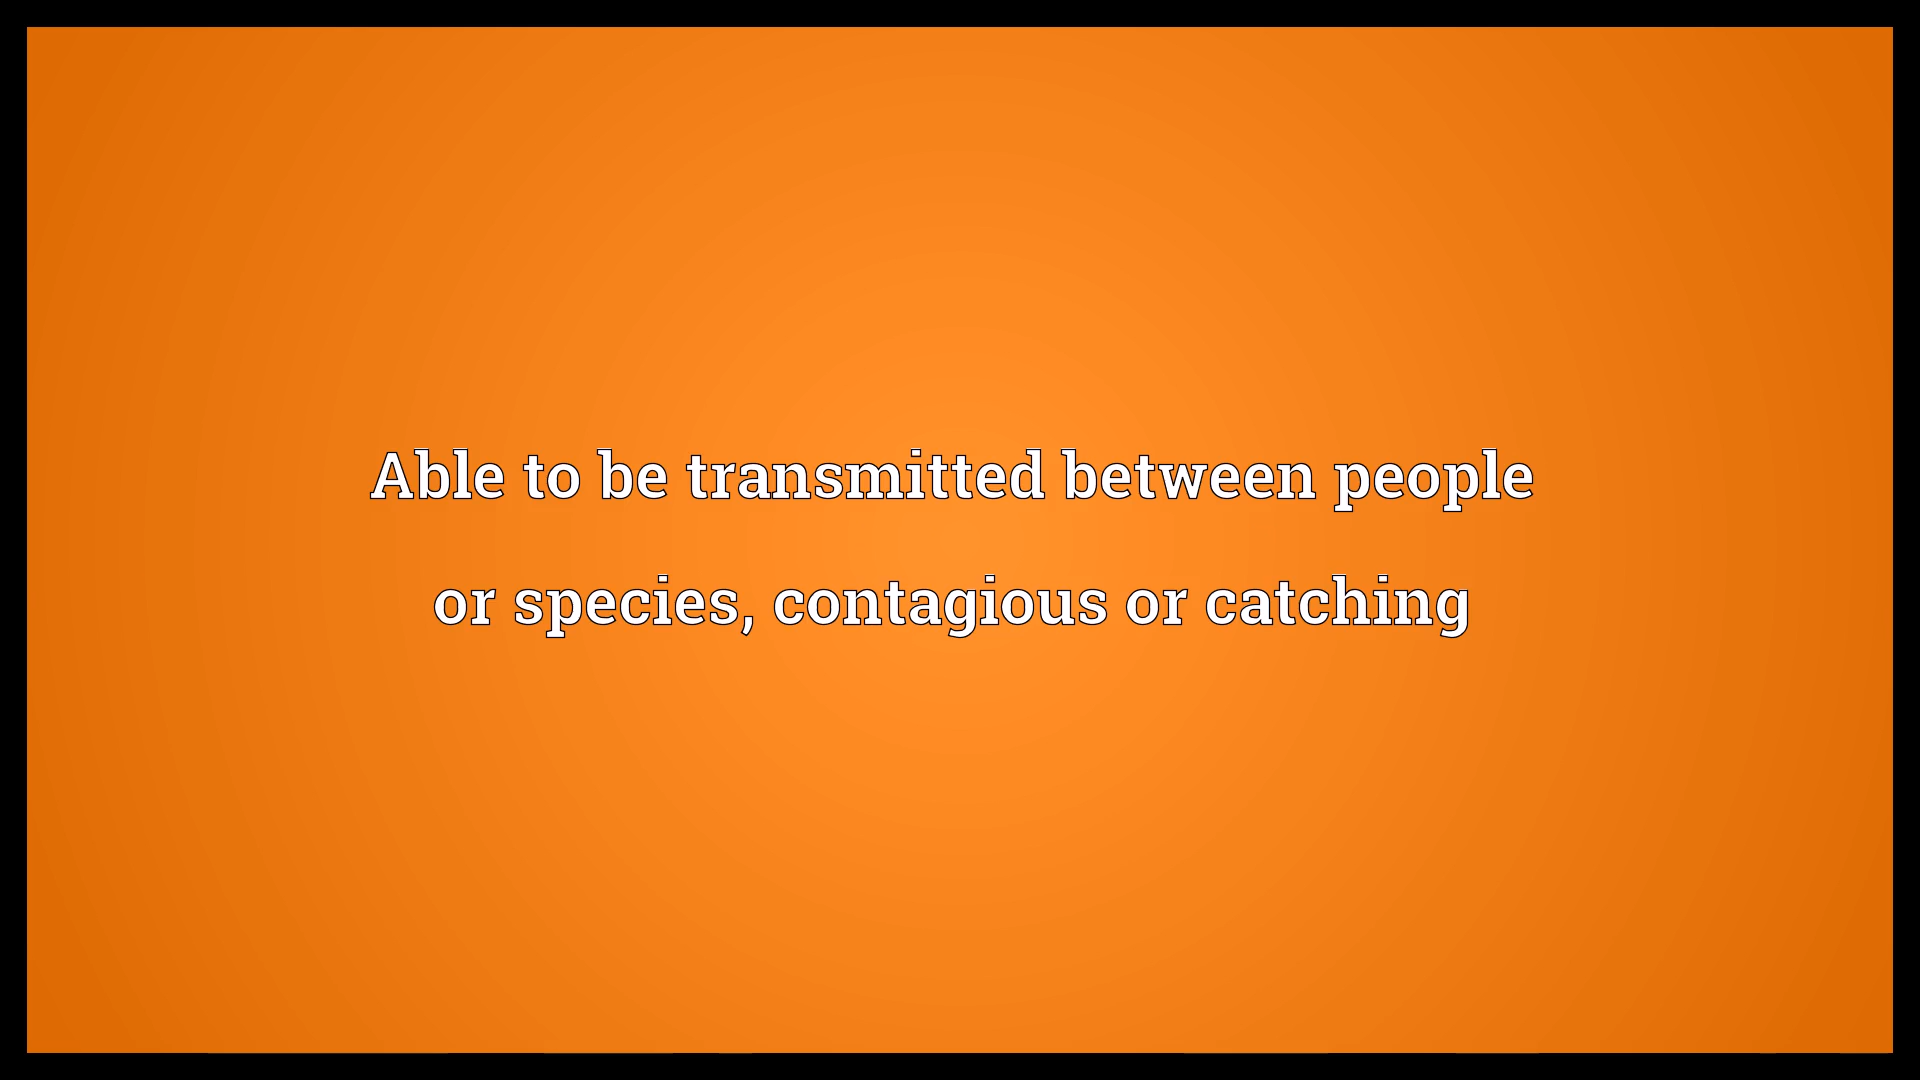 Able to be transmitted between people
or species, contagious or catching